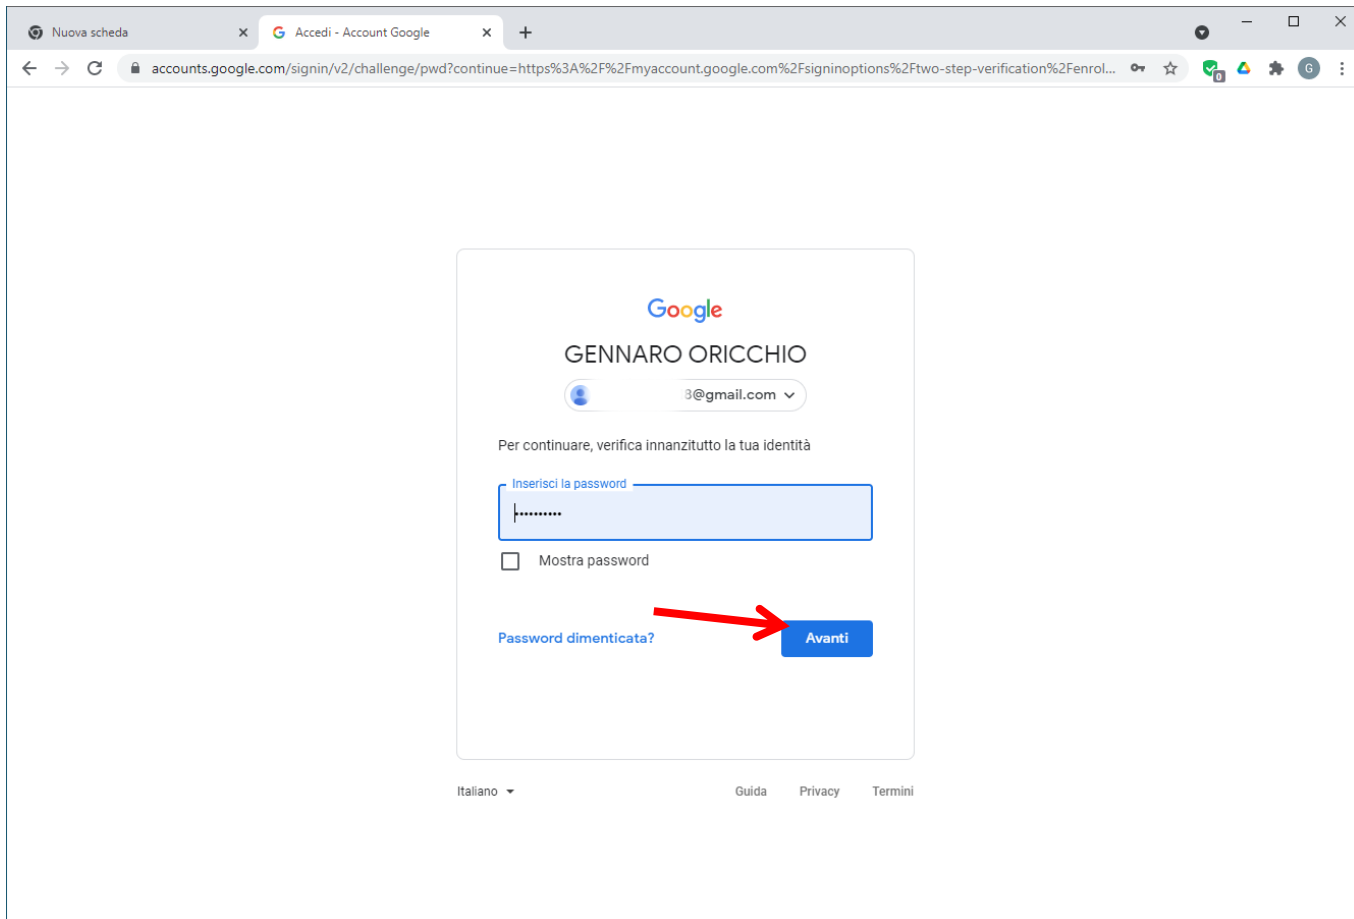 Nuova scheda
Accedi - Account Google
accounts.google.com/signin/v2/challenge/pwd?continue=https%3A%2F%2Fmyaccount.google.com%2Fsigninoptions%2Ftwo-step-verification%2Fenrol...
0
G
Google
GENNARO ORICCHIO
8@gmail.com
Per continuare, verifica innanzitutto la tua identità
Inserisci la password
••••••••••
Mostra password
Password dimenticata?
Avanti
Italiano
Guida
Privacy
Termini